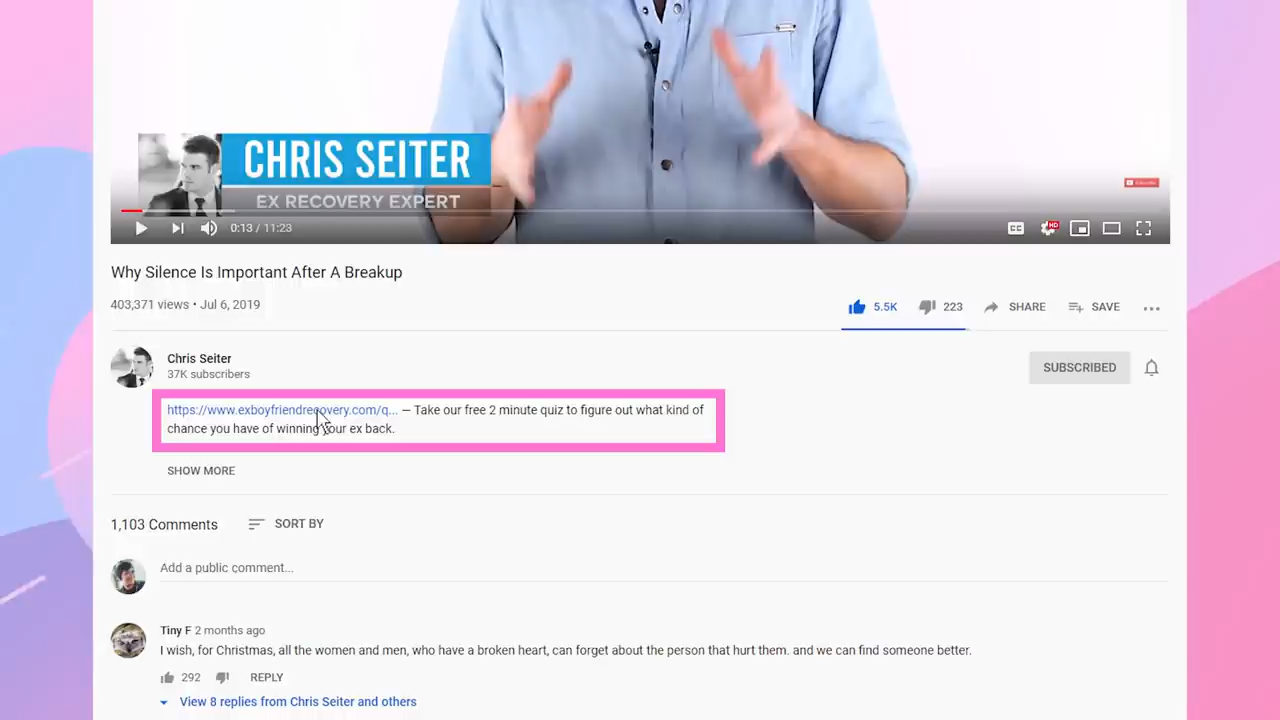 CHRIS SEITER
EX RECOVERY EXPERT
0:13 / 11:23
CC
HD
Why Silence Is Important After A Breakup
403,371 views • Jul 6, 2019
5.5K
223
SHARE
SAVE
Chris Seiter
37K subscribers
SUBSCRIBED
https://www.exboyfriendrecovery.com/q... — Take our free 2 minute quiz to figure out what kind of
chance you have of winning your ex back.
SHOW MORE
1,103 Comments
SORT BY
Add a public comment...
Tiny F 2 months ago
I wish, for Christmas, all the women and men, who have a broken heart, can forget about the person that hurt them. and we can find someone better.
292
REPLY
View 8 replies from Chris Seiter and others